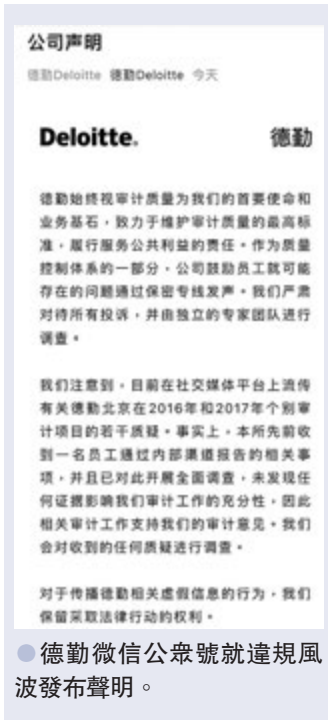 公司声明
德勤Deloitte 德勤Deloitte 今天
Deloitte. 德勤
德勤始终视审计质量为我们的首要使命和
业务基石，致力于维护审计质量的最高标
准，履行服务公共利益的责任。作为质量
控制体系的一部分，公司鼓励员工就可能
存在的问题通过保密专线发声。我们严肃
对待所有投诉，并由独立的专家团队进行
调查。
我们注意到，目前在社交媒体平台上流传
有关德勤北京在2016年和2017年个别审
计项目的若干质疑。事实上，本所先前收
到一名员工通过内部渠道报告的相关事
项，并且已对此开展全面调查，未发现任
何证据影响我们审计工作的充分性，因此
相关审计工作支持我们的审计意见。我们
会对收到的任何质疑进行调查。
对于传播德勤相关虚假信息的行为，我们
保留采取法律行动的权利。
●德勤微信公眾號就違規風
波發布聲明。